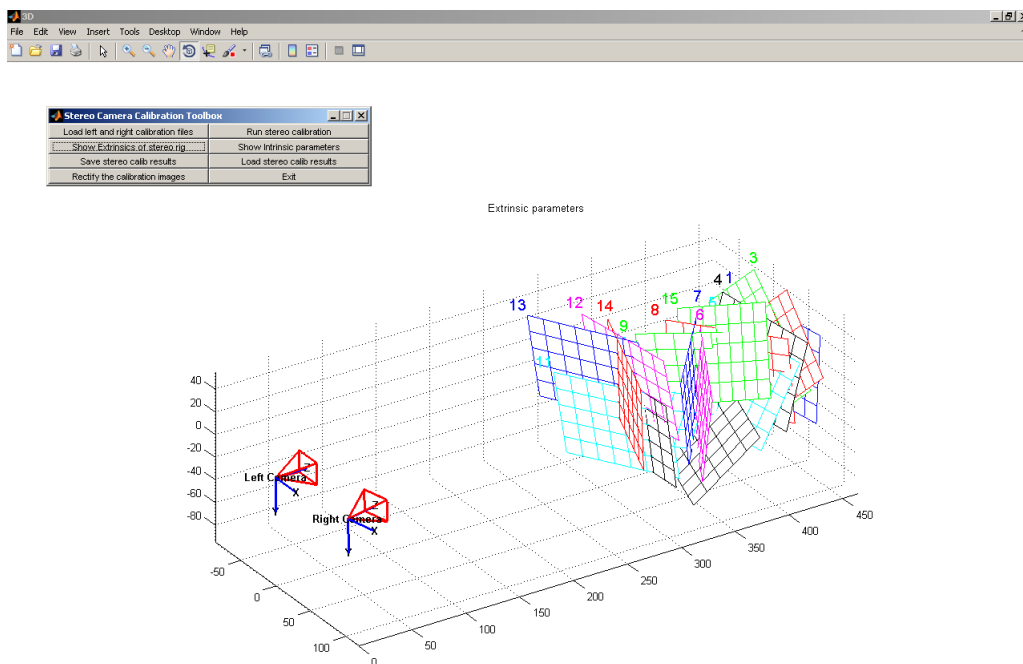 3D
File Edit View Insert Tools Desktop Window Help
Stereo Camera Calibration Toolbox
Load left and right calibration files Run stereo calibration
Show Extrinsics of stereo rig Show Intrinsic parameters
Save stereo calib results Load stereo calib results
Rectify the calibration images Exit
Extrinsic parameters
3
4 1
13 12 14 8 15 7
9 6
11
40
20
0
-20
-40
-60
-80
Z
Left Camera
X
Z
Right Camera
X
-50
0
50
100
0
50
100
150
200
250
300
350
400
450